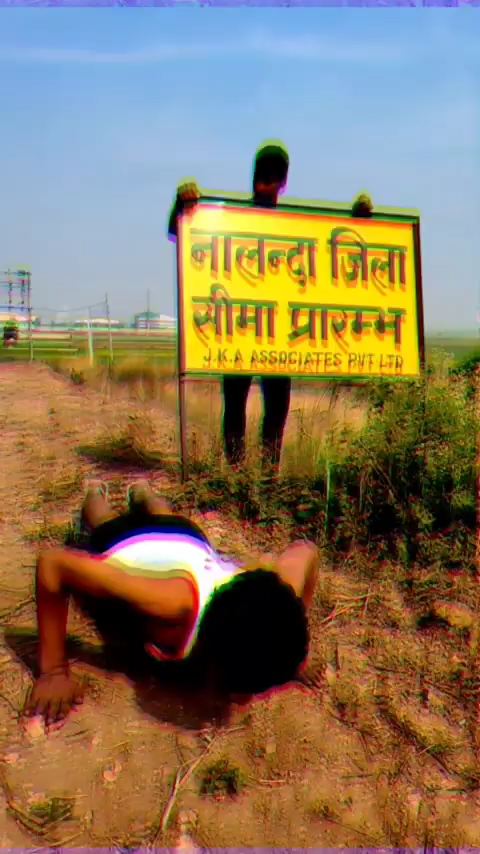 नालन्दा जिला
सीमा प्रारम्भ
J.K.A ASSOCIATES PVT LTD